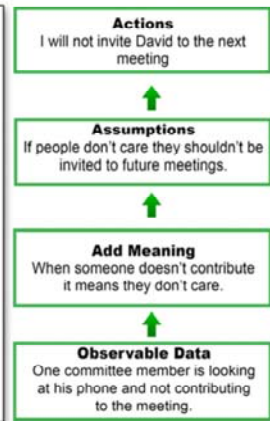 Actions
I will not invite David to the next
meeting
Assumptions
If people don't care they shouldn't be
invited to future meetings.
Add Meaning
When someone doesn't contribute
it means they don't care.
Observable Data
One committee member is looking
at his phone and not contributing
to the meeting.